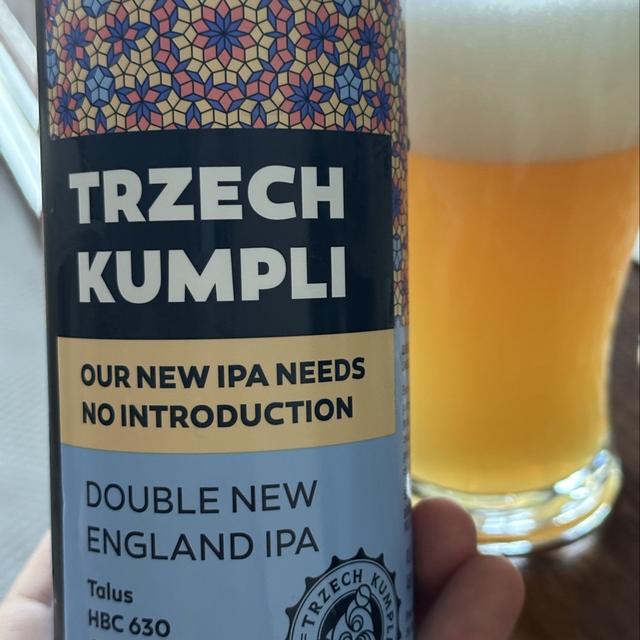 TRZECH
KUMPLI
OUR NEW IPA NEEDS
NO INTRODUCTION
DOUBLE NEW
ENGLAND IPA
Talus
HBC 630
TRZECH KUMPLI